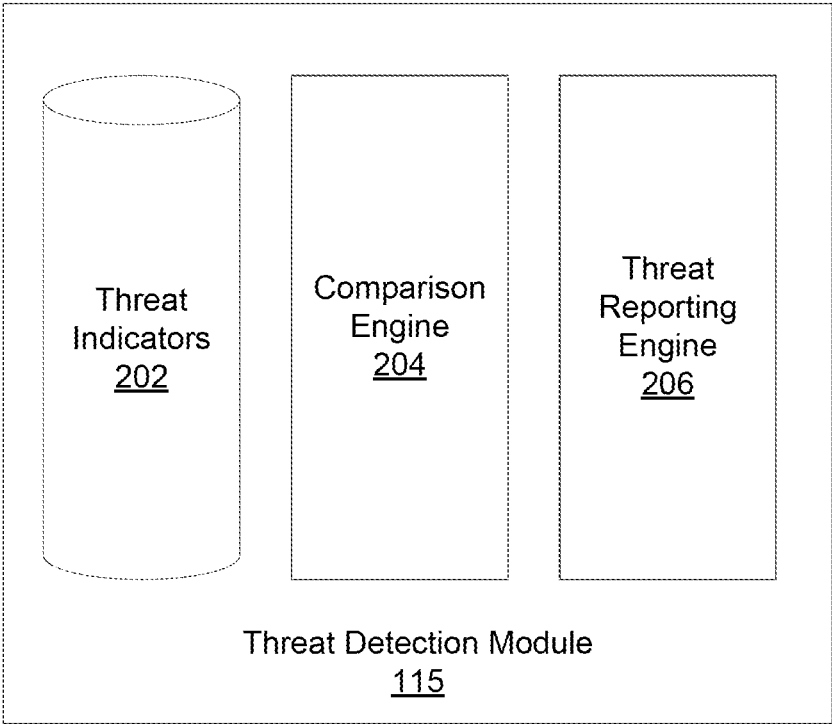 Threat
Indicators
202
Comparison
Engine
204
Threat
Reporting
Engine
206
Threat Detection Module
115